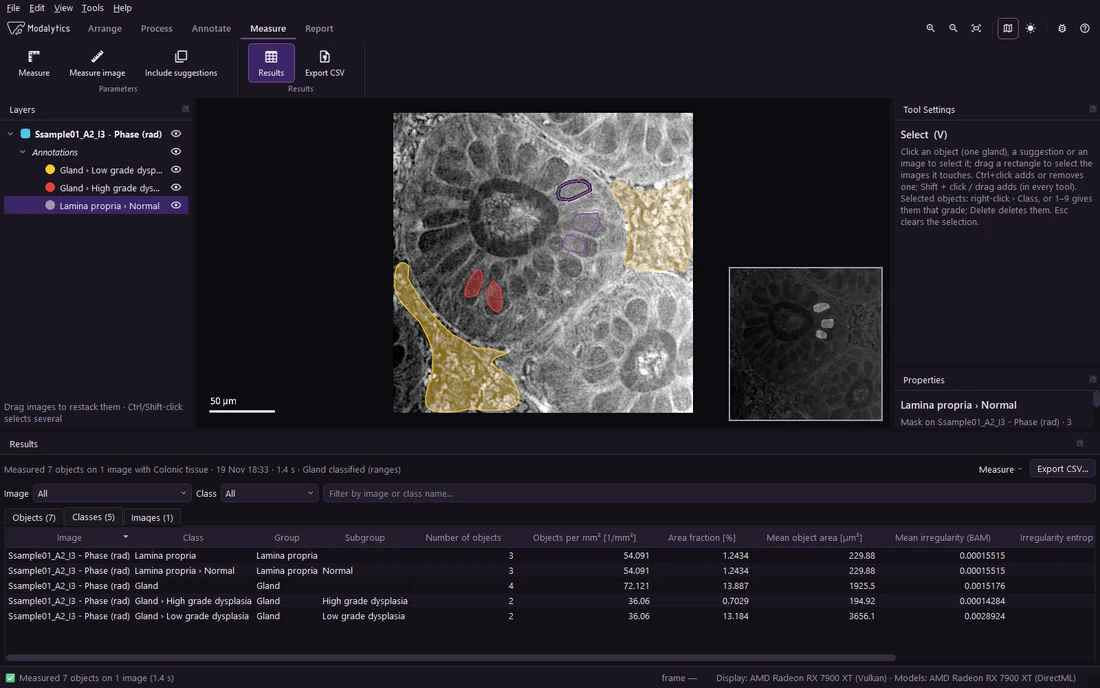 File Edit View Tools Help
Modalytics Arrange Process Annotate Measure Report
Measure Measure image Include suggestions Results Export CSV
Parameters Results
Layers
Ssample01_A2_I3 - Phase (rad)
Annotations
Gland › Low grade dysp...
Gland › High grade dys...
Lamina propria › Normal
Drag images to restack them · Ctrl/Shift-click
selects several
50 µm
Tool Settings
Select (V)
Click an object (one gland), a suggestion or an
image to select it; drag a rectangle to select the
images it touches. Ctrl+click adds or removes
one; Shift + click / drag adds (in every tool).
Selected objects: right-click › Class, or 1–9 gives
them that grade; Delete deletes them. Esc
clears the selection.
Properties
Lamina propria › Normal
Mask on Ssample01_A2_I3 - Phase (rad) · 3
Results
Measured 7 objects on 1 image with Colonic tissue · 19 Nov 18:33 · 1.4 s · Gland classified (ranges)
Measure Export CSV...
Image All Class All Filter by image or class name...
Objects (7) Classes (5) Images (1)
Image Class Group Subgroup Number of objects Objects per mm² [1/mm²] Area fraction [%] Mean object area [µm²] Mean irregularity (BAM) Irregularity entrop
Ssample01_A2_I3 - Phase (rad) Lamina propria Lamina propria 3 54.091 1.2434 229.88 0.00015515
Ssample01_A2_I3 - Phase (rad) Lamina propria › Normal Lamina propria Normal 3 54.091 1.2434 229.88 0.00015515
Ssample01_A2_I3 - Phase (rad) Gland Gland 4 72.121 13.887 1925.5 0.0015176
Ssample01_A2_I3 - Phase (rad) Gland › High grade dysplasia Gland High grade dysplasia 2 36.06 0.7029 194.92 0.00014284
Ssample01_A2_I3 - Phase (rad) Gland › Low grade dysplasia Gland Low grade dysplasia 2 36.06 13.184 3656.1 0.0028924
Measured 7 objects on 1 image (1.4 s)
frame — Display: AMD Radeon RX 7900 XT (Vulkan) · Models: AMD Radeon RX 7900 XT (DirectML)